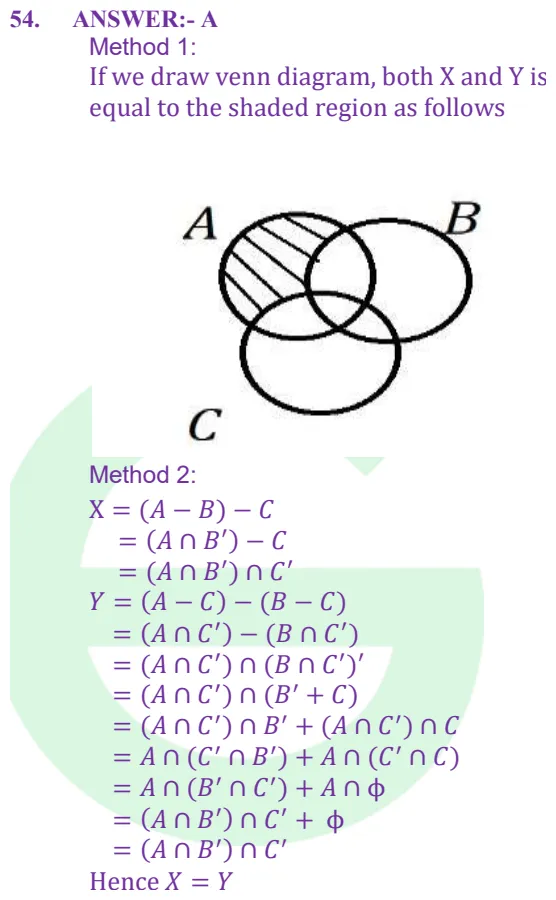 54. ANSWER:- A
Method 1:
If we draw venn diagram, both X and Y is
equal to the shaded region as follows
A
B
C
Method 2:
X = (A − B) − C
= (A ∩ B′) − C
= (A ∩ B′) ∩ C′
Y = (A − C) − (B − C)
= (A ∩ C′) − (B ∩ C′)
= (A ∩ C′) ∩ (B ∩ C′)′
= (A ∩ C′) ∩ (B′ + C)
= (A ∩ C′) ∩ B′ + (A ∩ C′) ∩ C
= A ∩ (C′ ∩ B′) + A ∩ (C′ ∩ C)
= A ∩ (B′ ∩ C′) + A ∩ ϕ
= (A ∩ B′) ∩ C′ + ϕ
= (A ∩ B′) ∩ C′
Hence X = Y